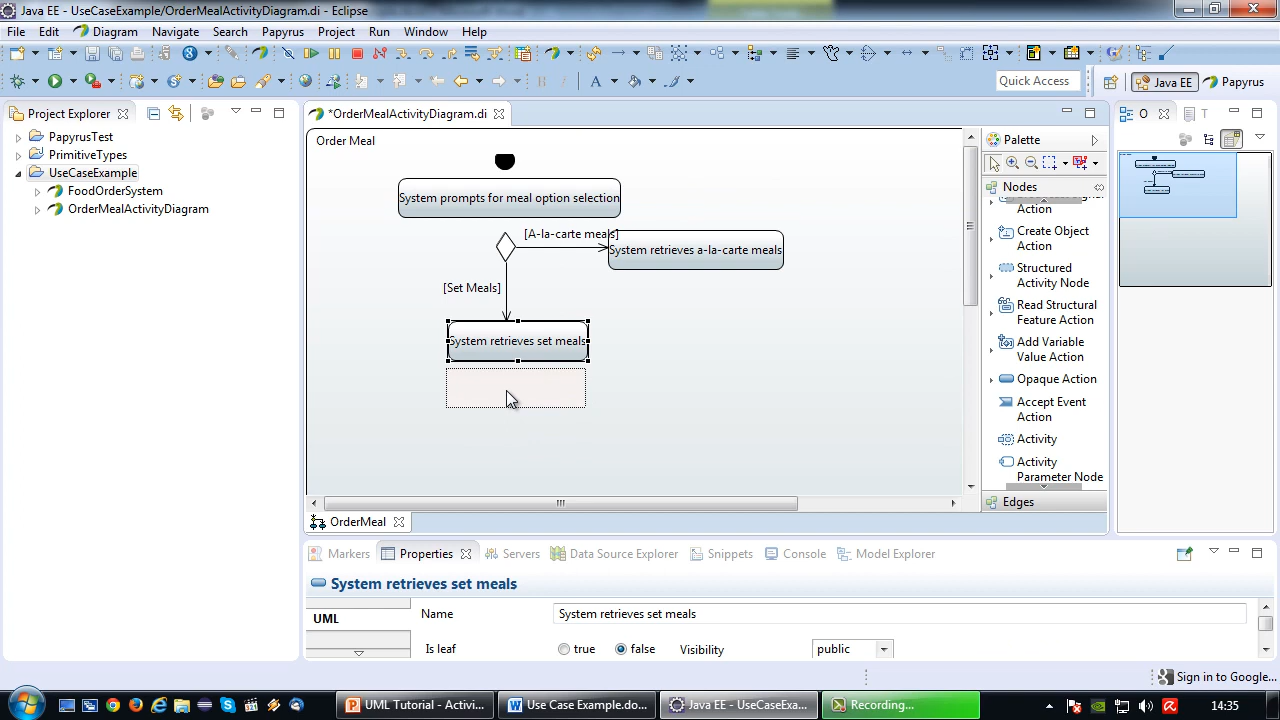 Java EE - UseCaseExample/OrderMealActivityDiagram.di - Eclipse
File Edit Diagram Navigate Search Papyrus Project Run Window Help
Quick Access
Java EE
Papyrus
Project Explorer
PapyrusTest
PrimitiveTypes
UseCaseExample
FoodOrderSystem
OrderMealActivityDiagram
*OrderMealActivityDiagram.di
Order Meal
System prompts for meal option selection
[A-la-carte meals]
System retrieves a-la-carte meals
[Set Meals]
System retrieves set meals
OrderMeal
Palette
Nodes
Action
Create Object
Action
Structured
Activity Node
Read Structural
Feature Action
Add Variable
Value Action
Opaque Action
Accept Event
Action
Activity
Activity
Parameter Node
Edges
O
T
Markers Properties Servers Data Source Explorer Snippets Console Model Explorer
System retrieves set meals
UML
Name System retrieves set meals
Is leaf true false Visibility public
Sign in to Google...
UML Tutorial - Activi...
Use Case Example.do...
Java EE - UseCaseExa...
Recording...
14:35